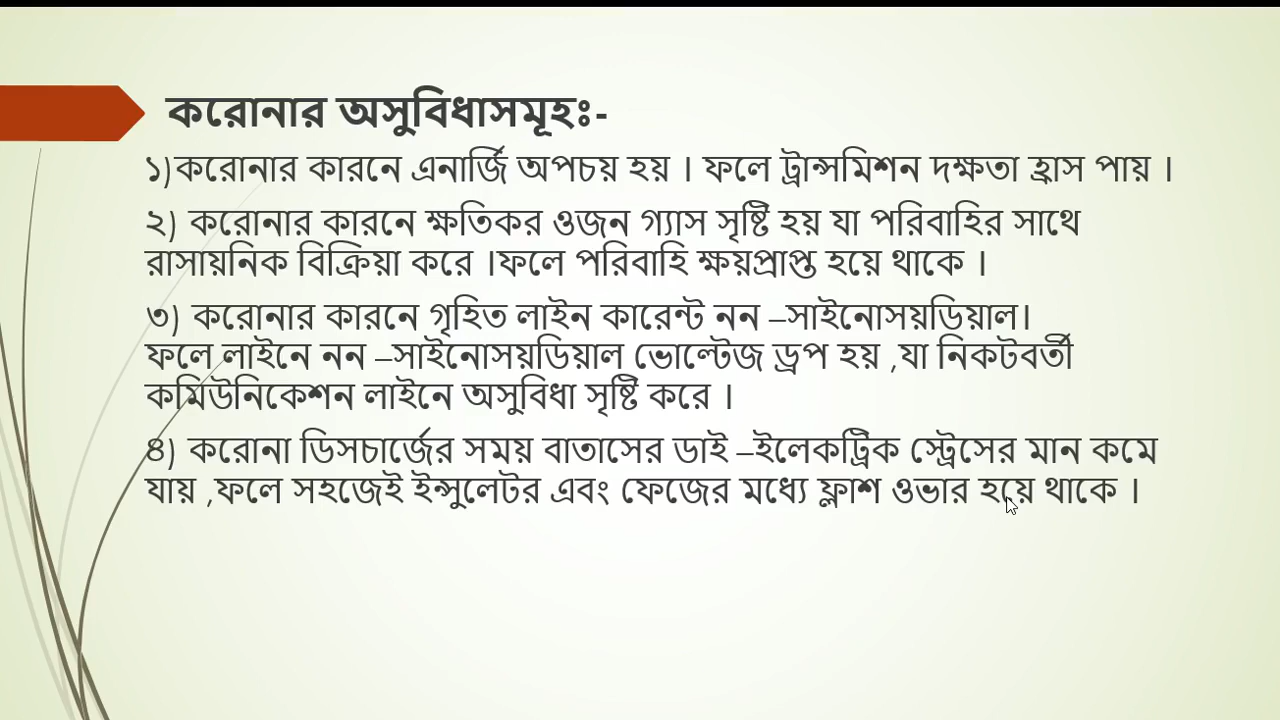 করোনার অসুবিধাসমূহঃ-
১)করোনার কারনে এনার্জি অপচয় হয় । ফলে ট্রান্সমিশন দক্ষতা হ্রাস পায় ।
২) করোনার কারনে ক্ষতিকর ওজন গ্যাস সৃষ্টি হয় যা পরিবাহির সাথে
রাসায়নিক বিক্রিয়া করে ।ফলে পরিবাহি ক্ষয়প্রাপ্ত হয়ে থাকে ।
৩) করোনার কারনে গৃহিত লাইন কারেন্ট নন –সাইনোসয়ডিয়াল।
ফলে লাইনে নন –সাইনোসয়ডিয়াল ভোল্টেজ ড্রপ হয় ,যা নিকটবর্তী
কমিউনিকেশন লাইনে অসুবিধা সৃষ্টি করে ।
৪) করোনা ডিসচার্জের সময় বাতাসের ডাই –ইলেকট্রিক স্ট্রেসের মান কমে
যায় ,ফলে সহজেই ইন্সুলেটর এবং ফেজের মধ্যে ফ্লাশ ওভার হয়ে থাকে ।